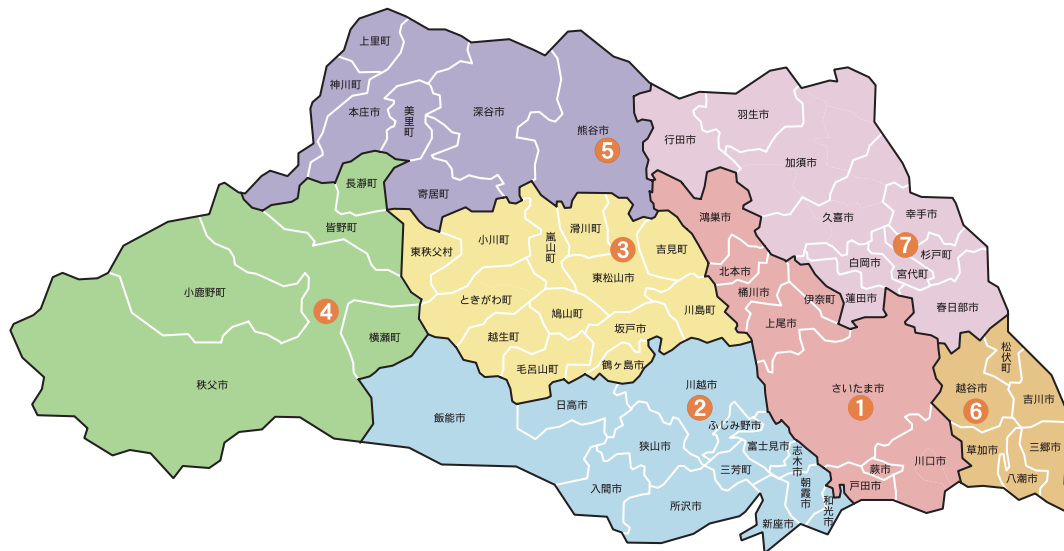 上里町
神川町
本庄市
美里町
深谷市
熊谷市
5
寄居町
長瀞町
皆野町
小鹿野町
4
横瀬町
秩父市
東秩父村
小川町
嵐山町
滑川町
3
吉見町
東松山市
ときがわ町
鳩山町
川島町
越生町
坂戸市
毛呂山町
鶴ヶ島市
行田市
羽生市
加須市
久喜市
幸手市
7
杉戸町
白岡市
宮代町
蓮田市
春日部市
鴻巣市
北本市
桶川市
伊奈町
上尾市
さいたま市
1
川口市
蕨市
戸田市
飯能市
日高市
川越市
2
ふじみ野市
狭山市
富士見市
志木市
三芳町
朝霞市
入間市
所沢市
新座市
和光市
松伏町
越谷市
6
吉川市
草加市
三郷市
八潮市